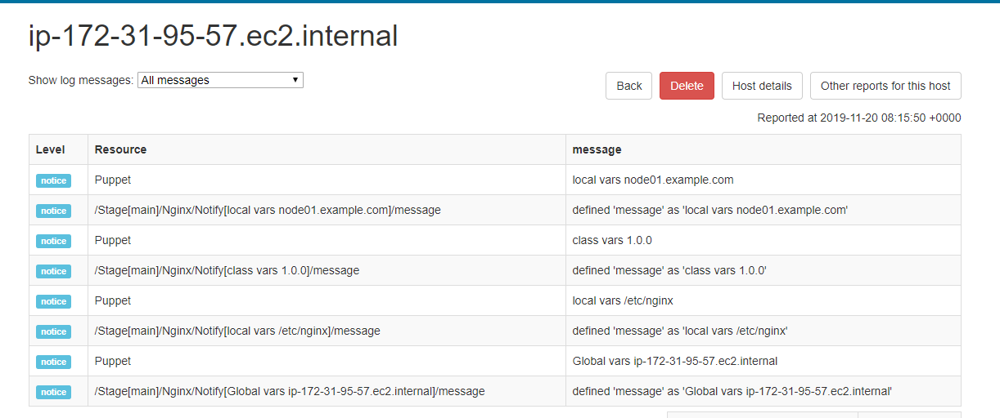 ip-172-31-95-57.ec2.internal
Show log messages: All messages
Back Delete Host details Other reports for this host
Reported at 2019-11-20 08:15:50 +0000
Level Resource message
notice Puppet local vars node01.example.com
notice /Stage[main]/Nginx/Notify[local vars node01.example.com]/message defined 'message' as 'local vars node01.example.com'
notice Puppet class vars 1.0.0
notice /Stage[main]/Nginx/Notify[class vars 1.0.0]/message defined 'message' as 'class vars 1.0.0'
notice Puppet local vars /etc/nginx
notice /Stage[main]/Nginx/Notify[local vars /etc/nginx]/message defined 'message' as 'local vars /etc/nginx'
notice Puppet Global vars ip-172-31-95-57.ec2.internal
notice /Stage[main]/Nginx/Notify[Global vars ip-172-31-95-57.ec2.internal]/message defined 'message' as 'Global vars ip-172-31-95-57.ec2.internal'